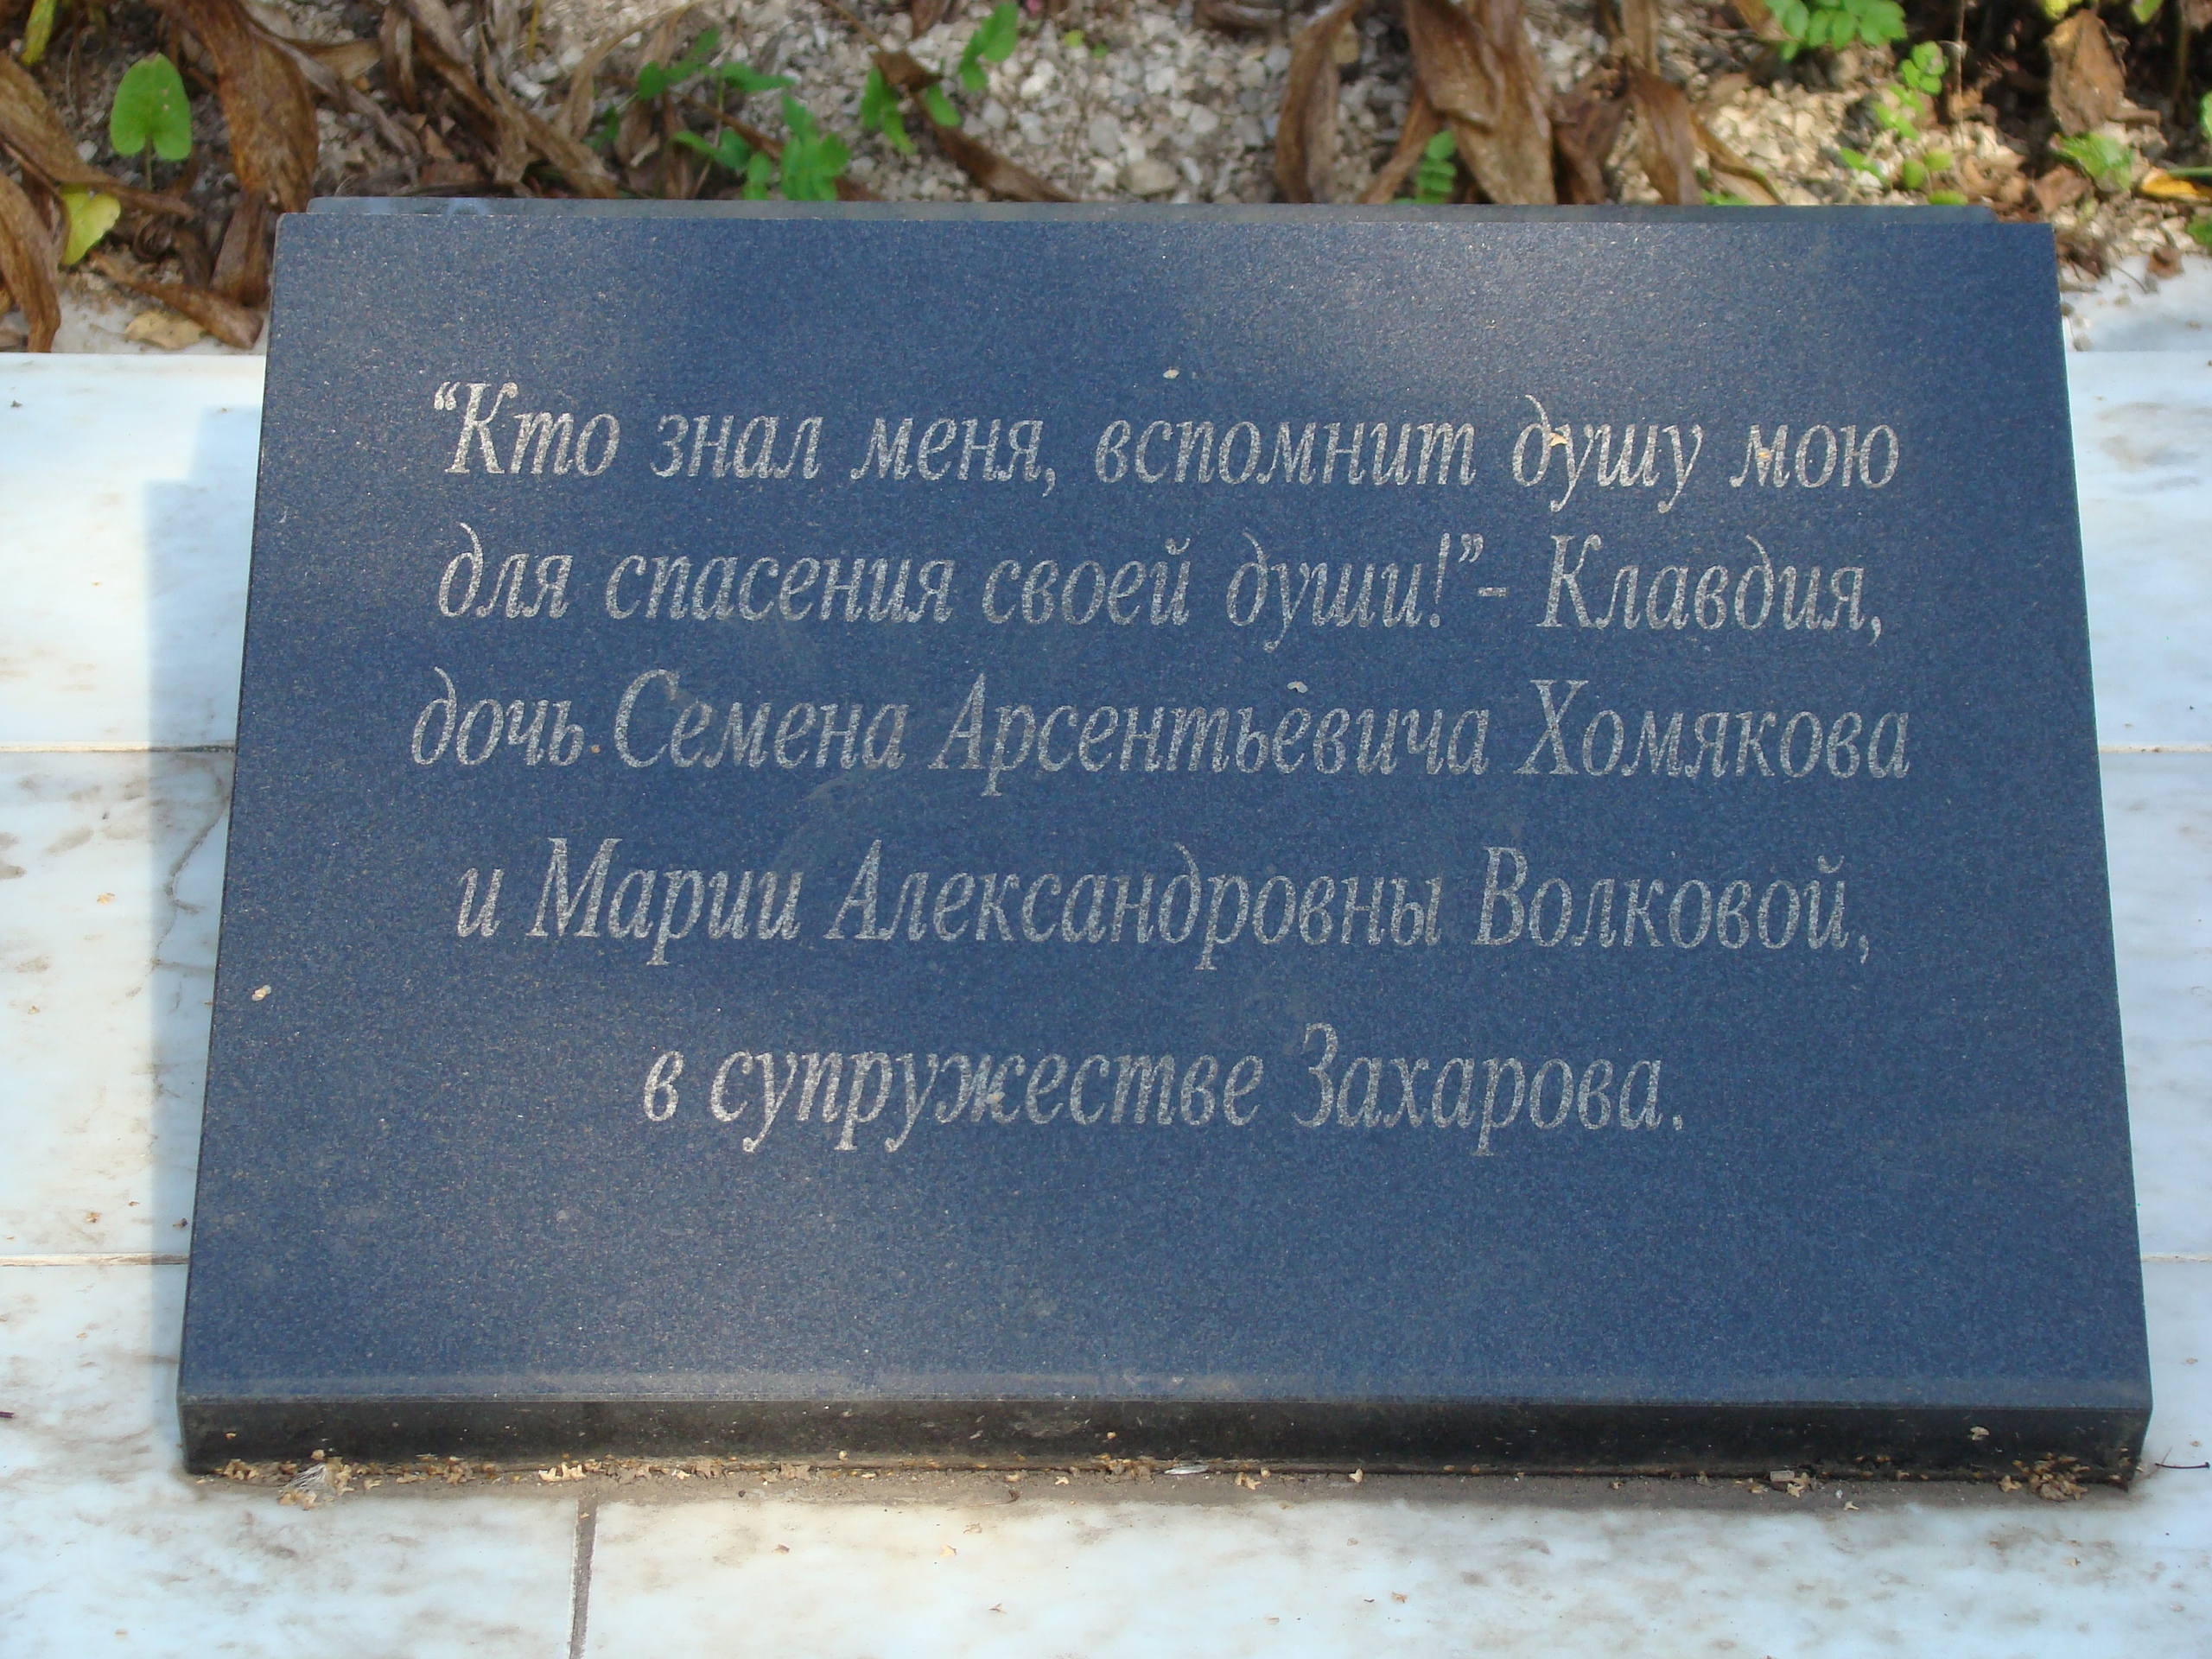 “Кто знал меня, вспомнит душу мою
для спасения своей души!”- Клавдия,
дочь Семена Арсентьевича Хомякова
и Марии Александровны Волковой,
в супружестве Захарова.